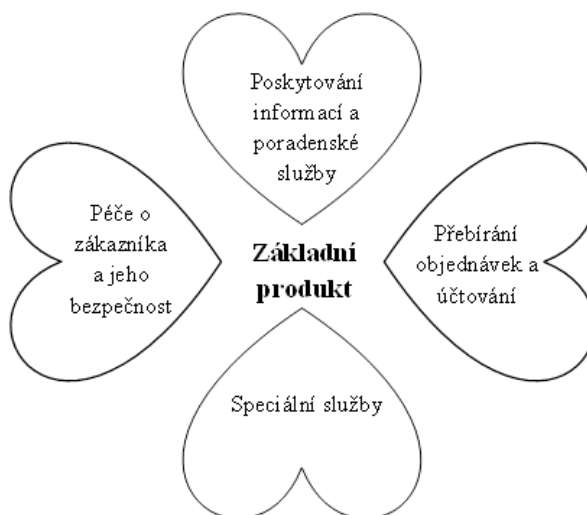 Poskytování
informací a
poradenské
služby
Péče o
zákazníka
a jeho
bezpečnost
Základní
produkt
Přebírání
objednávek a
účtování
Speciální služby